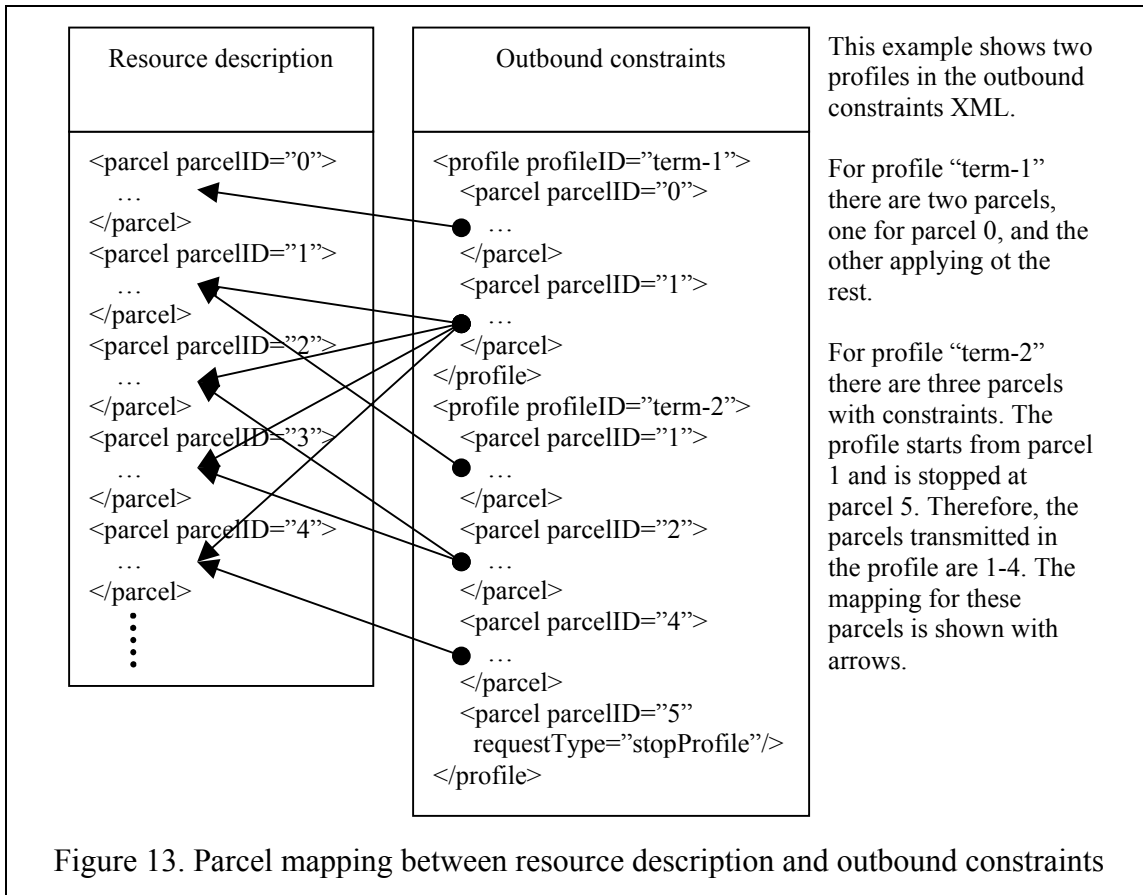 Resource description
<parcel parcelID=”0”>
…
</parcel>
<parcel parcelID=”1”>
…
</parcel>
<parcel parcelID=”2”>
…
</parcel>
<parcel parcelID=”3”>
…
</parcel>
<parcel parcelID=”4”>
…
</parcel>
Outbound constraints
<profile profileID=”term-1”>
<parcel parcelID=”0”>
…
</parcel>
<parcel parcelID=”1”>
…
</parcel>
</profile>
<profile profileID=”term-2”>
<parcel parcelID=”1”>
…
</parcel>
<parcel parcelID=”2”>
…
</parcel>
<parcel parcelID=”4”>
…
</parcel>
<parcel parcelID=”5”
requestType=”stopProfile”/>
</profile>
This example shows two
profiles in the outbound
constraints XML.
For profile “term-1”
there are two parcels,
one for parcel 0, and the
other applying ot the
rest.
For profile “term-2”
there are three parcels
with constraints. The
profile starts from parcel
1 and is stopped at
parcel 5. Therefore, the
parcels transmitted in
the profile are 1-4. The
mapping for these
parcels is shown with
arrows.
Figure 13. Parcel mapping between resource description and outbound constraints